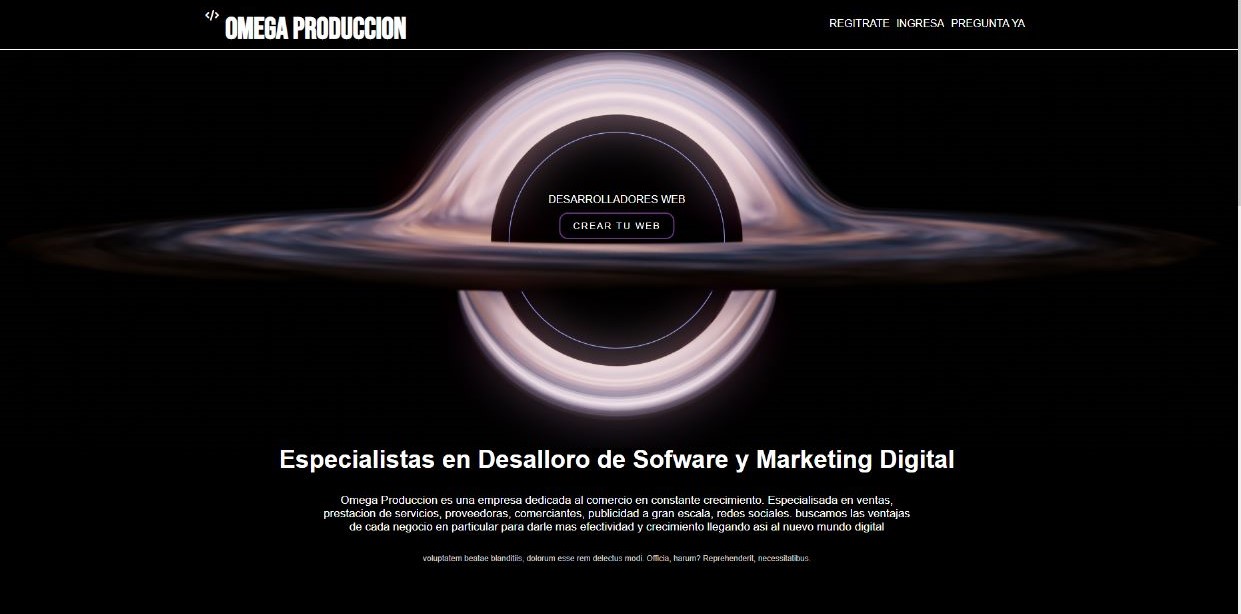 </> OMEGA PRODUCCION
REGITRATE INGRESA PREGUNTA YA
DESARROLLADORES WEB
CREAR TU WEB
Especialistas en Desalloro de Sofware y Marketing Digital
Omega Produccion es una empresa dedicada al comercio en constante crecimiento. Especialisada en ventas,
prestacion de servicios, proveedoras, comerciantes, publicidad a gran escala, redes sociales. buscamos las ventajas
de cada negocio en particular para darle mas efectividad y crecimiento llegando asi al nuevo mundo digital
voluptatem beatae blanditiis, dolorum esse rem delectus modi. Officia, harum? Reprehenderit, necessitatibus.